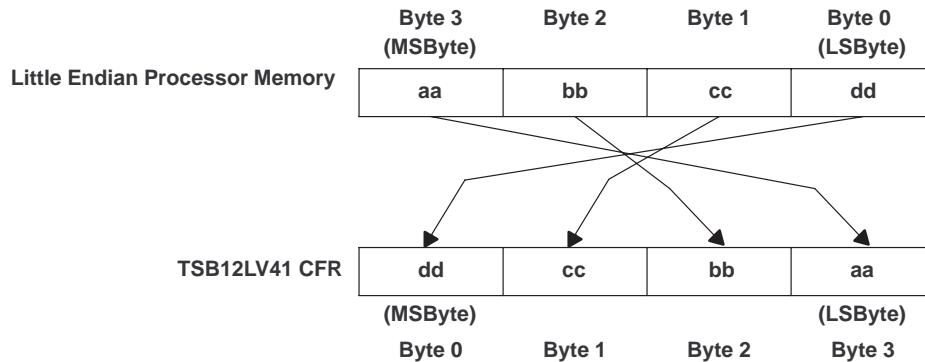 Byte 3 Byte 2 Byte 1 Byte 0
(MSByte) (LSByte)
Little Endian Processor Memory
aa bb cc dd
TSB12LV41 CFR dd cc bb aa
(MSByte) (LSByte)
Byte 0 Byte 1 Byte 2 Byte 3